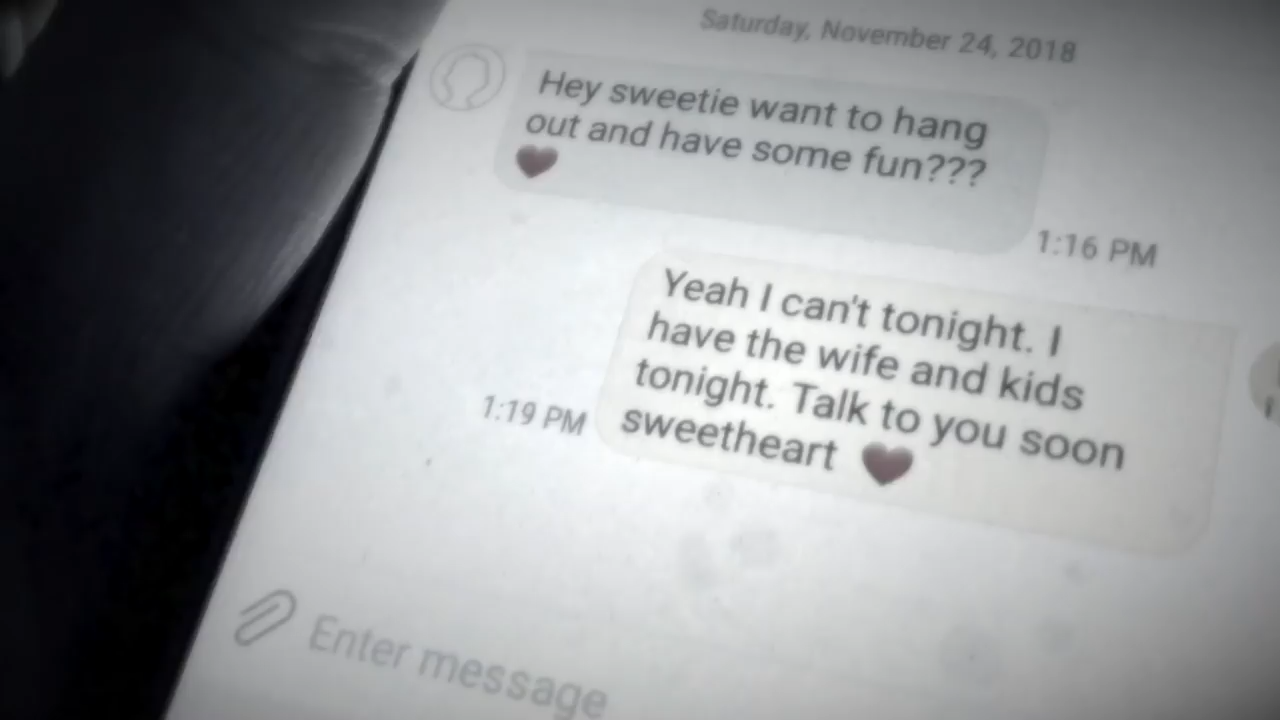 Saturday, November 24, 2018
Hey sweetie want to hang
out and have some fun???
❤
1:16 PM
Yeah I can't tonight. I
have the wife and kids
tonight. Talk to you soon
sweetheart ❤
1:19 PM
Enter message